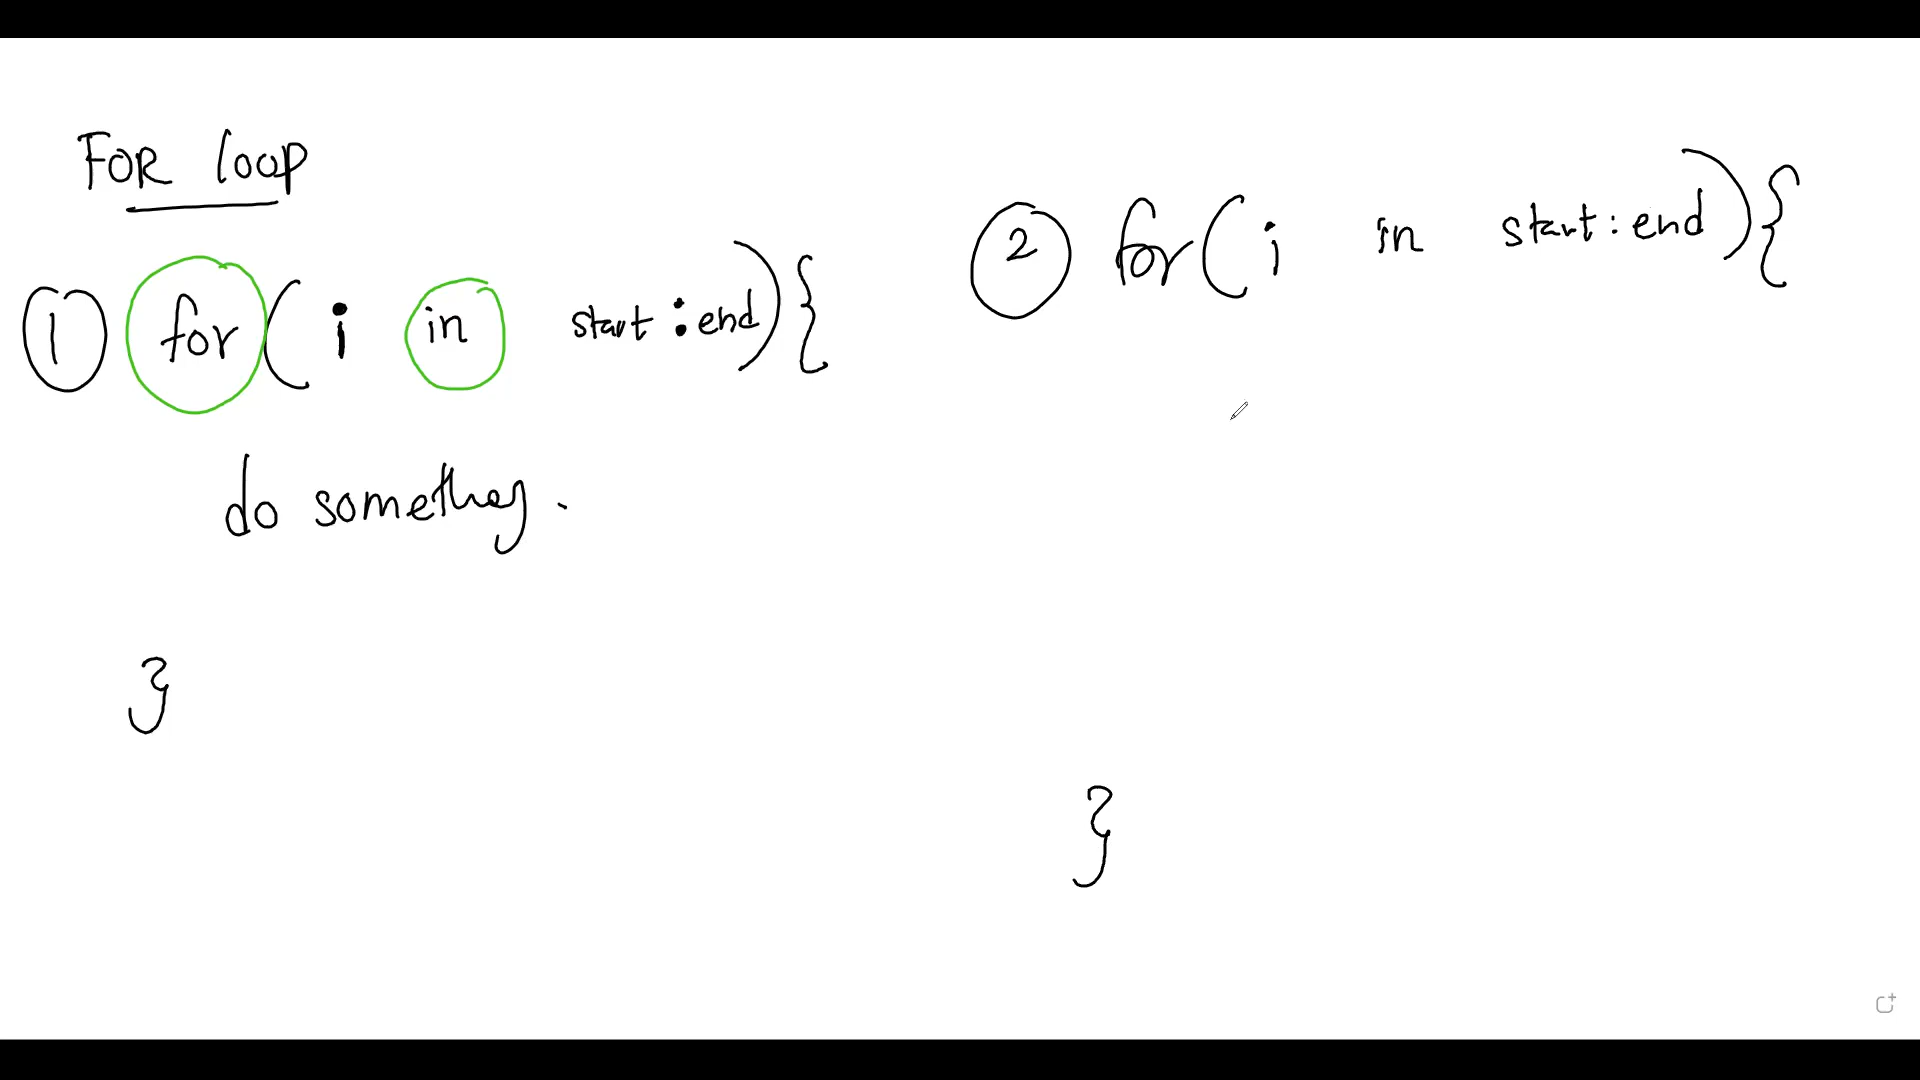 FOR loop
① for(i in start:end){
do something.
}
② for(i in start:end){
}